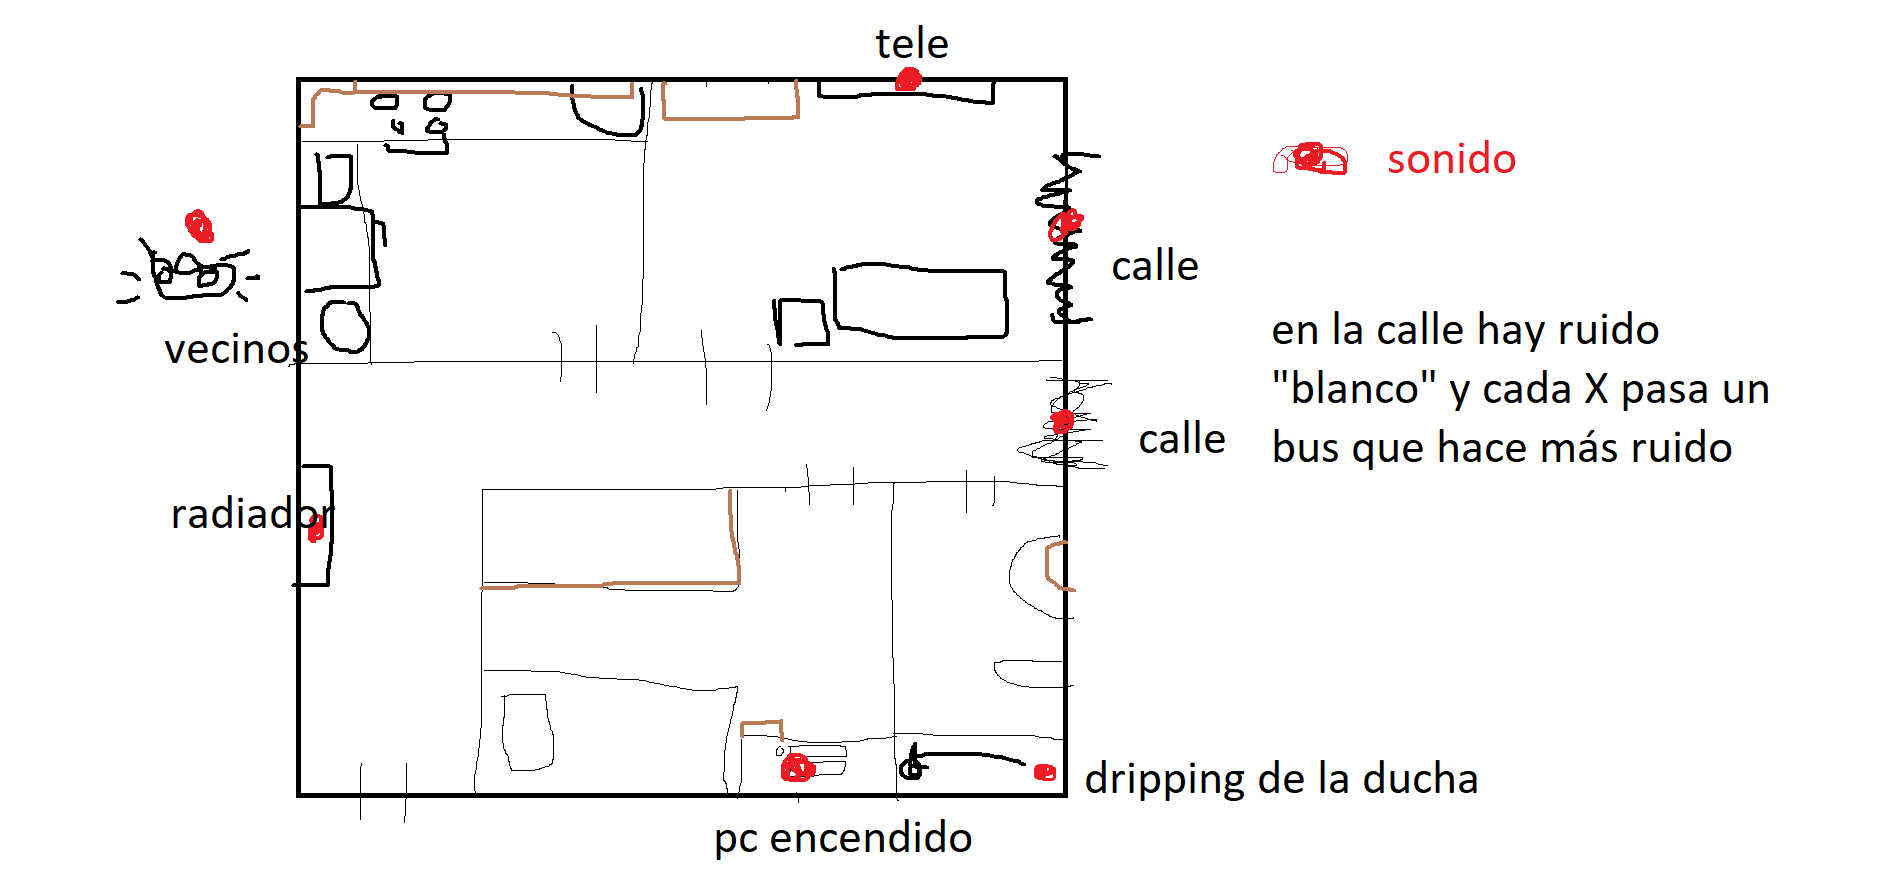 tele
sonido
calle
en la calle hay ruido
"blanco" y cada X pasa un
bus que hace más ruido
vecinos
calle
radiador
dripping de la ducha
pc encendido